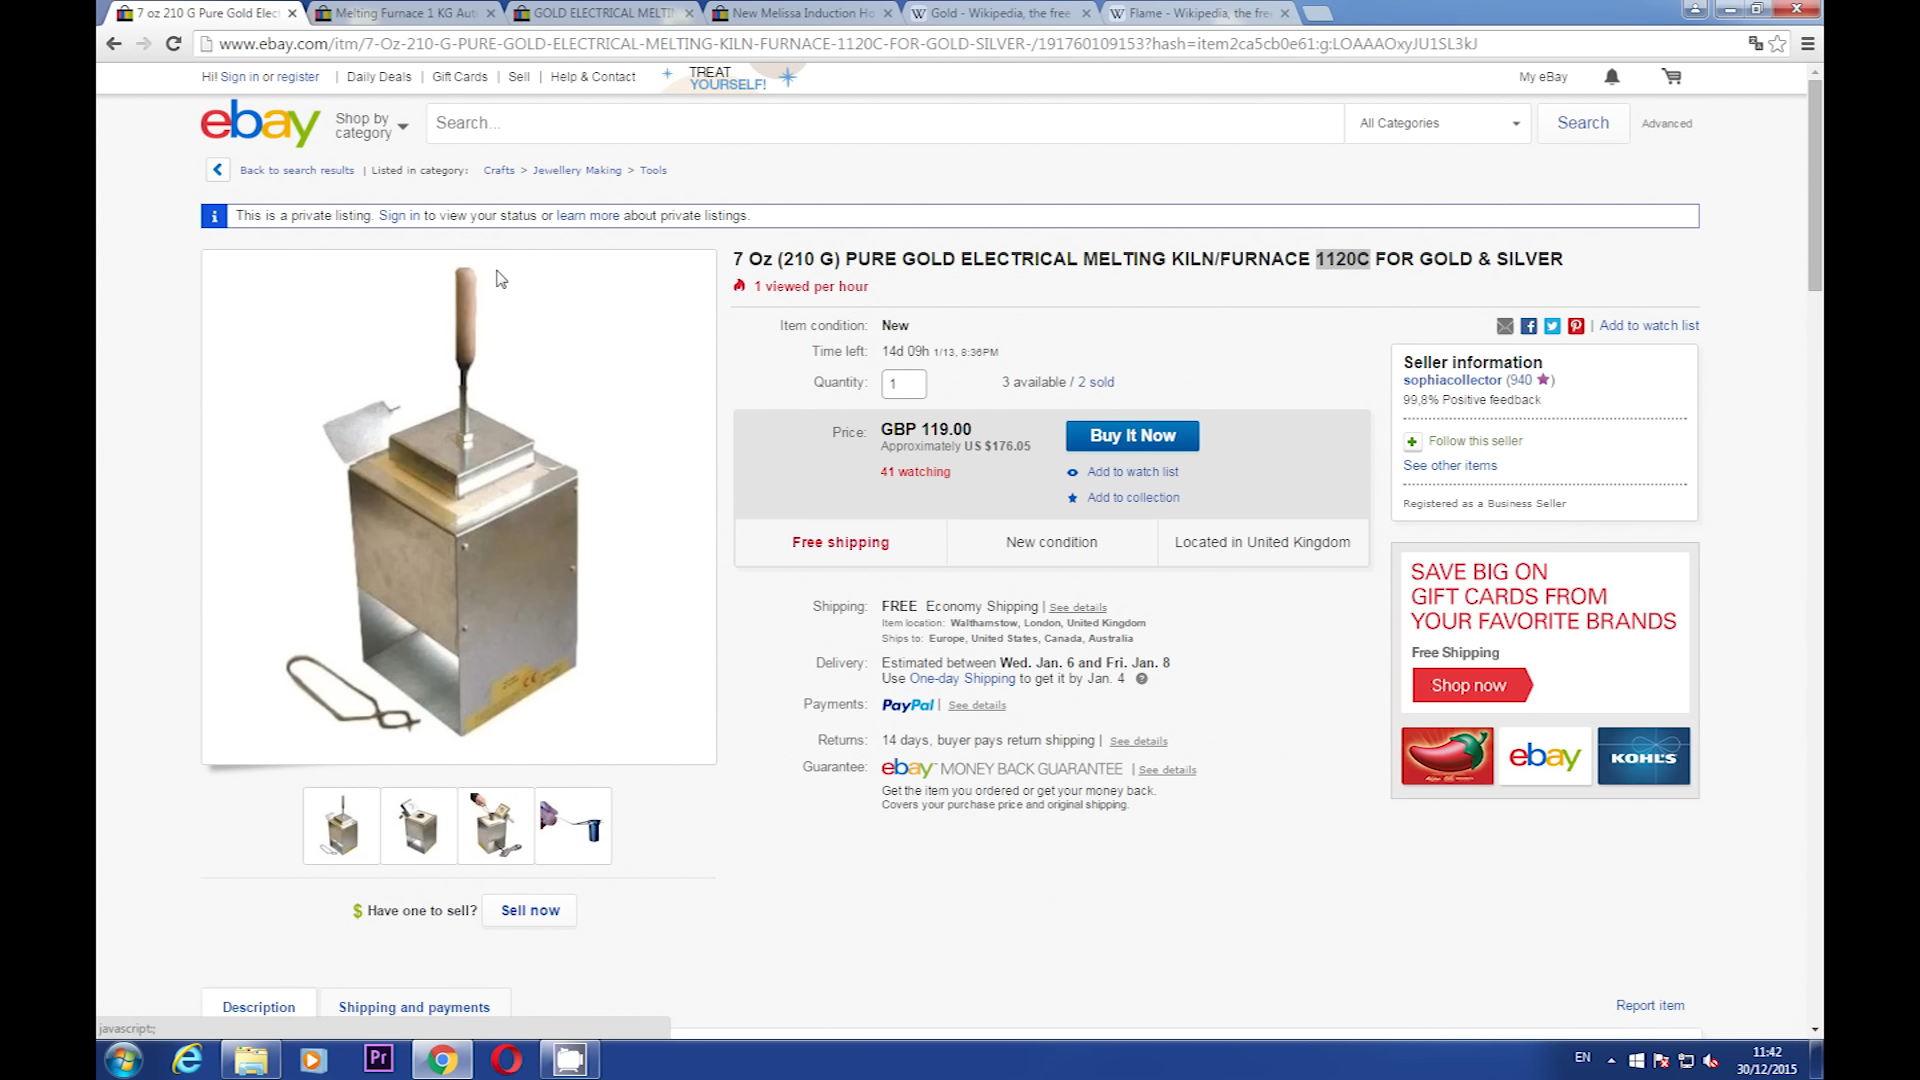 7 oz 210 G Pure Gold Elec
Melting Furnace 1 KG Aut
GOLD ELECTRICAL MELTI
New Melissa Induction Ho
Gold - Wikipedia, the free
Flame - Wikipedia, the fre
www.ebay.com/itm/7-Oz-210-G-PURE-GOLD-ELECTRICAL-MELTING-KILN-FURNACE-1120C-FOR-GOLD-SILVER-/191760109153?hash=item2ca5cb0e61:g:LOAAAOxyJU1SL3kJ
Hi! Sign in or register | Daily Deals | Gift Cards | Sell | Help & Contact
TREAT
YOURSELF!
My eBay
ebay
Shop by
category
Search...
All Categories
Search
Advanced
Back to search results | Listed in category: Crafts > Jewellery Making > Tools
This is a private listing. Sign in to view your status or learn more about private listings.
7 Oz (210 G) PURE GOLD ELECTRICAL MELTING KILN/FURNACE 1120C FOR GOLD & SILVER
1 viewed per hour
Item condition: New
Time left: 14d 09h 1/13, 8:36PM
Quantity: 1
3 available / 2 sold
Price: GBP 119.00
Approximately US $176.05
41 watching
Buy It Now
Add to watch list
Add to collection
Free shipping
New condition
Located in United Kingdom
Shipping: FREE Economy Shipping | See details
Item location: Walthamstow, London, United Kingdom
Ships to: Europe, United States, Canada, Australia
Delivery: Estimated between Wed. Jan. 6 and Fri. Jan. 8
Use One-day Shipping to get it by Jan. 4
Payments: PayPal | See details
Returns: 14 days, buyer pays return shipping | See details
Guarantee: ebay MONEY BACK GUARANTEE | See details
Get the item you ordered or get your money back.
Covers your purchase price and original shipping.
| Add to watch list
Seller information
sophiacollector (940 )
99,8% Positive feedback
Follow this seller
See other items
Registered as a Business Seller
SAVE BIG ON
GIFT CARDS FROM
YOUR FAVORITE BRANDS
Free Shipping
Shop now
ebay
KOHL'S
$ Have one to sell? Sell now
Description
Shipping and payments
Report item
javascript:;
Pr
EN
11:42
30/12/2015